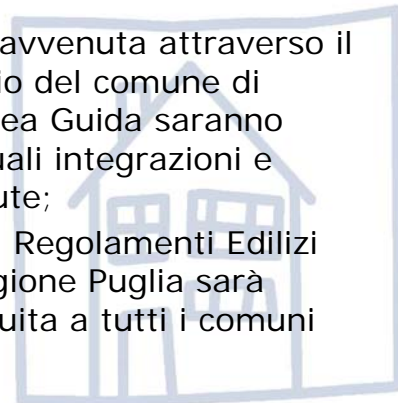 avvenuta attraverso il
io del comune di
ea Guida saranno
uali integrazioni e
ute;
Regolamenti Edilizi
gione Puglia sarà
uita a tutti i comuni